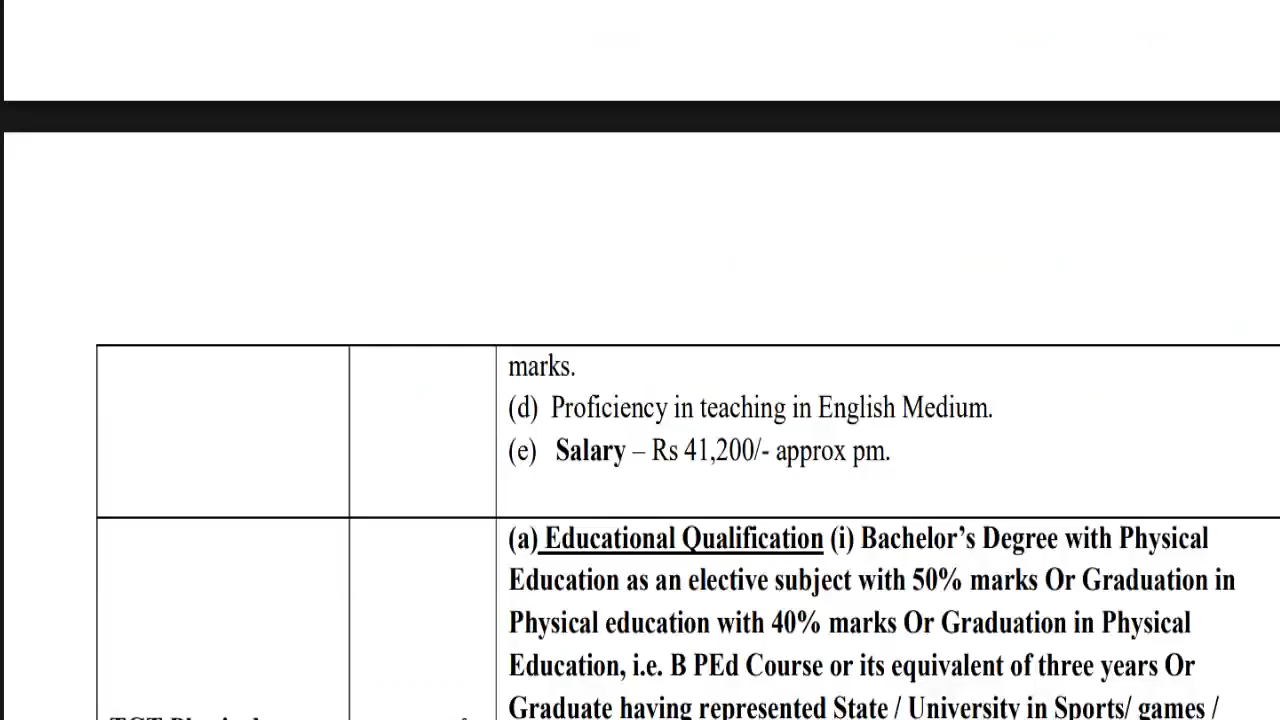 marks.
(d) Proficiency in teaching in English Medium.
(e) Salary – Rs 41,200/- approx pm.
(a) Educational Qualification (i) Bachelor’s Degree with Physical
Education as an elective subject with 50% marks Or Graduation in
Physical education with 40% marks Or Graduation in Physical
Education, i.e. B PEd Course or its equivalent of three years Or
Graduate having represented State / University in Sports/ games /